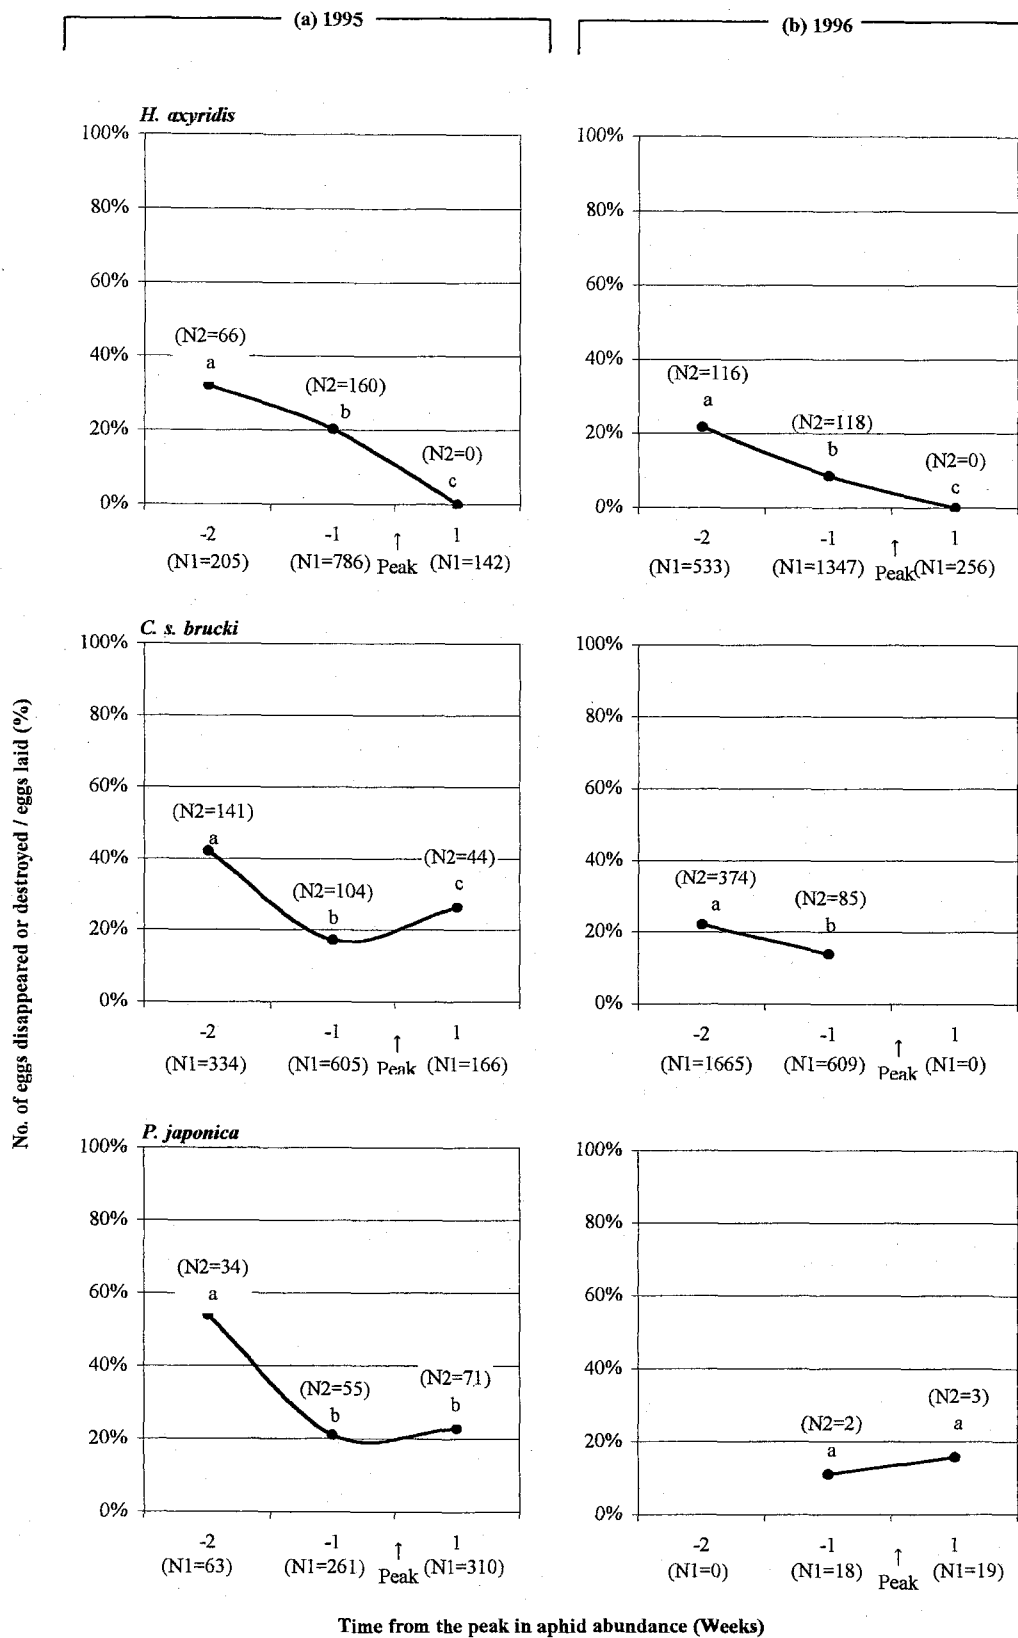 (a) 1995
(b) 1996
H. axyridis
100%
80%
60%
40%
20%
0%
(N2=66)
a
(N2=160)
b
(N2=0)
c
-2
-1
↑
1
(N1=205)
(N1=786)
Peak
(N1=142)
100%
80%
60%
40%
20%
0%
(N2=116)
a
(N2=118)
b
(N2=0)
c
-2
-1
↑
1
(N1=533)
(N1=1347)
Peak
(N1=256)
No. of eggs disappeared or destroyed / eggs laid (%)
C. s. brucki
100%
80%
60%
40%
20%
0%
(N2=141)
a
(N2=104)
b
(N2=44)
c
-2
-1
↑
1
(N1=334)
(N1=605)
Peak
(N1=166)
100%
80%
60%
40%
20%
0%
(N2=374)
a
(N2=85)
b
-2
-1
↑
1
(N1=1665)
(N1=609)
Peak
(N1=0)
P. japonica
100%
80%
60%
40%
20%
0%
(N2=34)
a
(N2=55)
b
(N2=71)
b
-2
-1
↑
1
(N1=63)
(N1=261)
Peak
(N1=310)
100%
80%
60%
40%
20%
0%
(N2=2)
a
(N2=3)
a
-2
-1
↑
1
(N1=0)
(N1=18)
Peak
(N1=19)
Time from the peak in aphid abundance (Weeks)